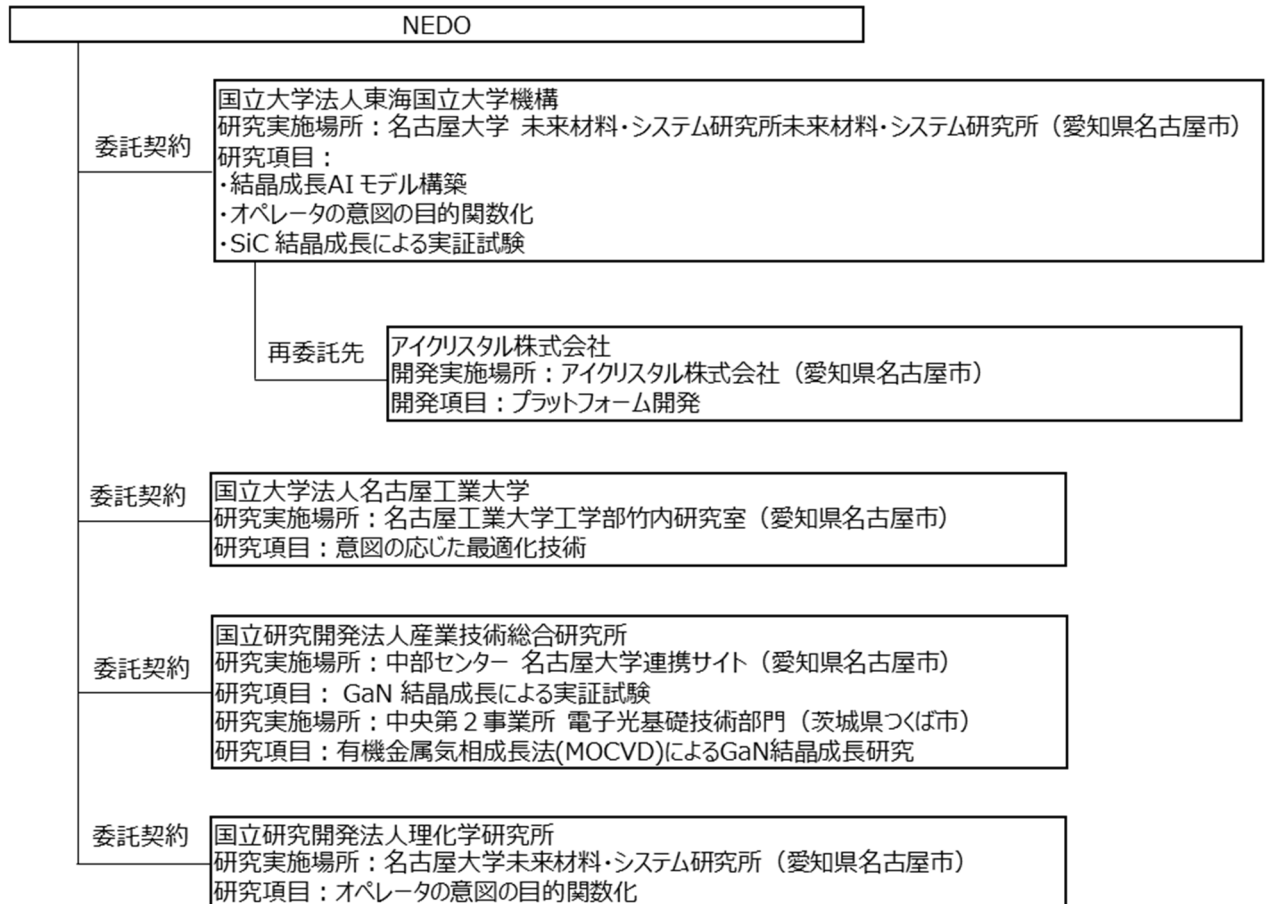 NEDO
委託契約
国立大学法人東海国立大学機構
研究実施場所：名古屋大学 未来材料・システム研究所未来材料・システム研究所（愛知県名古屋市）
研究項目：
・結晶成長AI モデル構築
・オペレータの意図の目的関数化
・SiC 結晶成長による実証試験
再委託先
アイクリスタル株式会社
開発実施場所：アイクリスタル株式会社（愛知県名古屋市）
開発項目：プラットフォーム開発
委託契約
国立大学法人名古屋工業大学
研究実施場所：名古屋工業大学工学部竹内研究室（愛知県名古屋市）
研究項目：意図の応じた最適化技術
委託契約
国立研究開発法人産業技術総合研究所
研究実施場所：中部センター 名古屋大学連携サイト（愛知県名古屋市）
研究項目： GaN 結晶成長による実証試験
研究実施場所：中央第２事業所 電子光基礎技術部門（茨城県つくば市）
研究項目：有機金属気相成長法(MOCVD)によるGaN結晶成長研究
委託契約
国立研究開発法人理化学研究所
研究実施場所：名古屋大学未来材料・システム研究所（愛知県名古屋市）
研究項目：オペレータの意図の目的関数化